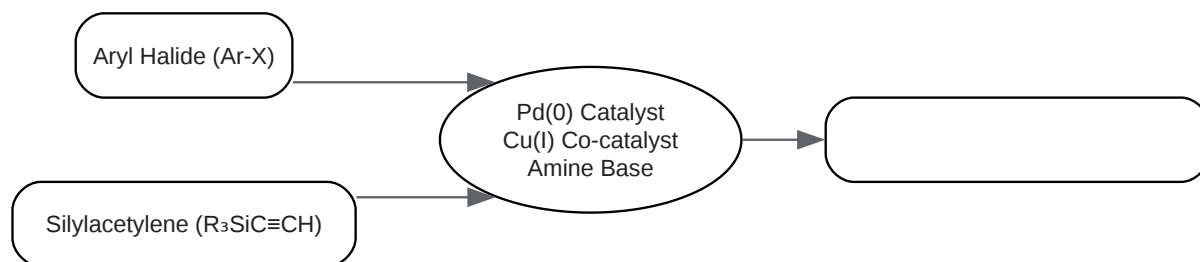 Aryl Halide (Ar-X)
Pd(0) Catalyst
Cu(I) Co-catalyst
Amine Base
Silylacetylene (R₃SiC≡CH)